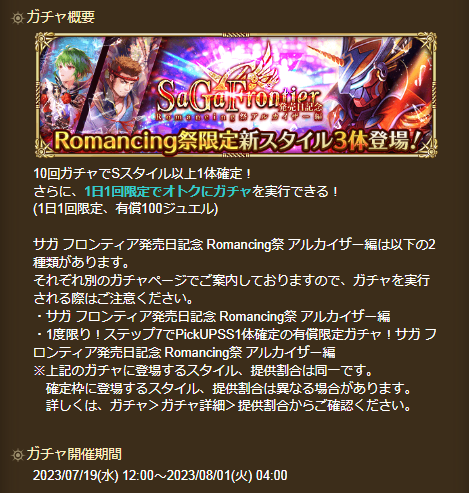 ガチャ概要
SaGa Frontier
発売日記念
Romancing祭 アルカイザー編
Romancing祭限定新スタイル3体登場!
10回ガチャでSスタイル以上1体確定！
さらに、1日1回限定でオトクにガチャを実行できる！
(1日1回限定、有償100ジュエル)
サガ フロンティア発売日記念 Romancing祭 アルカイザー編は以下の2
種類があります。
それぞれ別のガチャページでご案内しておりますので、ガチャを実行
される際はご注意ください。
・サガ フロンティア発売日記念 Romancing祭 アルカイザー編
・1度限り！ステップ7でPickUPSS1体確定の有償限定ガチャ！サガ フ
ロンティア発売日記念 Romancing祭 アルカイザー編
※上記のガチャに登場するスタイル、提供割合は同一です。
確定枠に登場するスタイル、提供割合は異なる場合があります。
詳しくは、ガチャ＞ガチャ詳細＞提供割合からご確認ください。
ガチャ開催期間
2023/07/19(水) 12:00～2023/08/01(火) 04:00